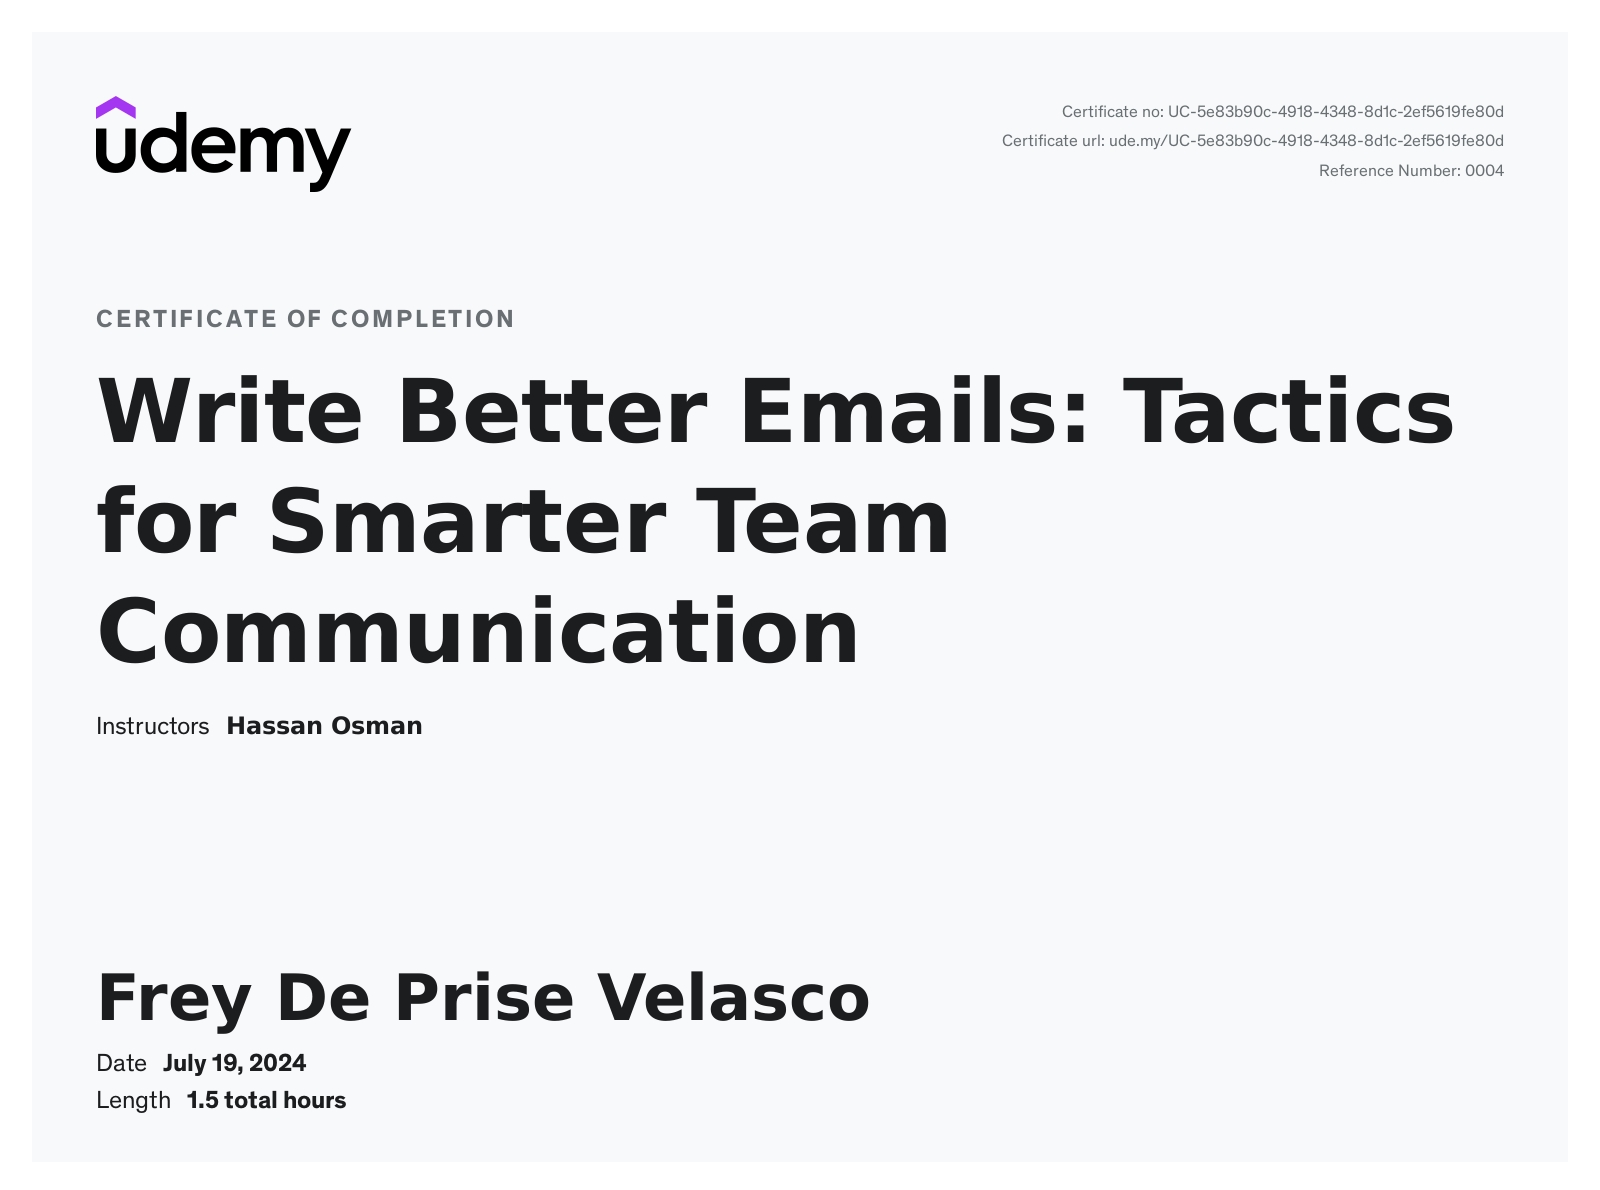 udemy
Certificate no: UC-5e83b90c-4918-4348-8d1c-2ef5619fe80d
Certificate url: ude.my/UC-5e83b90c-4918-4348-8d1c-2ef5619fe80d
Reference Number: 0004
CERTIFICATE OF COMPLETION
Write Better Emails: Tactics
for Smarter Team
Communication
Instructors Hassan Osman
Frey De Prise Velasco
Date July 19, 2024
Length 1.5 total hours